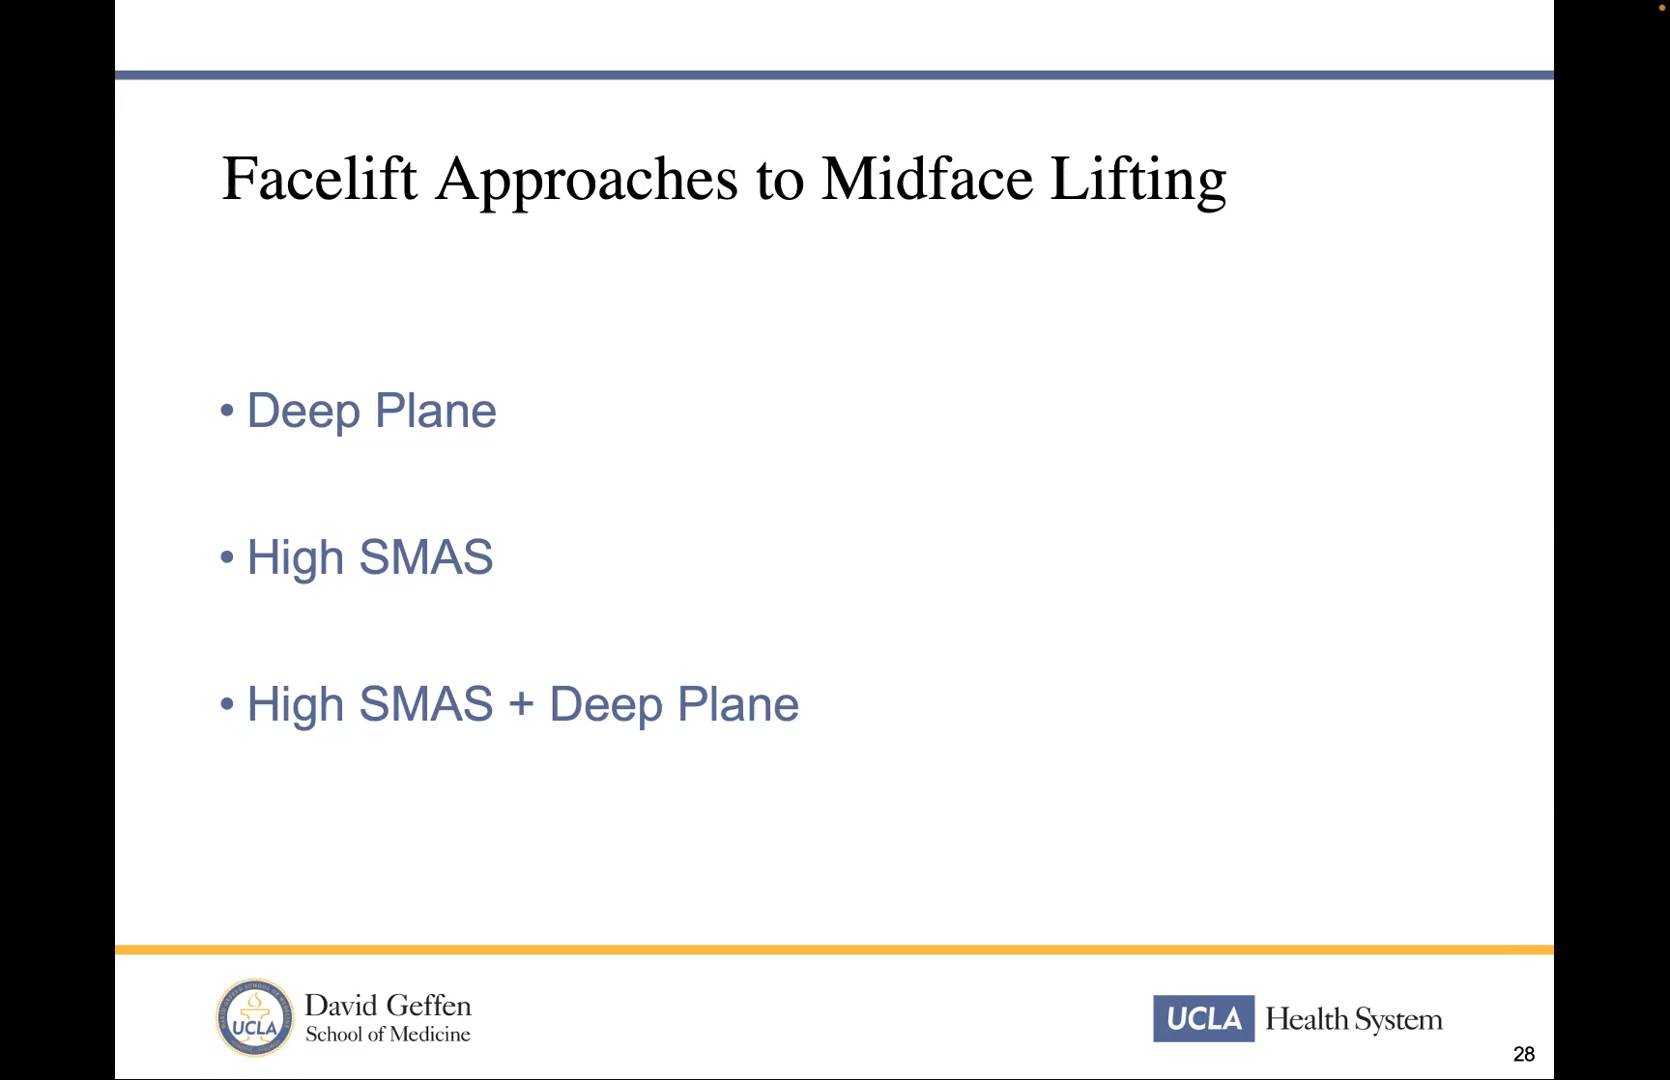 Facelift Approaches to Midface Lifting
• Deep Plane
• High SMAS
• High SMAS + Deep Plane
UCLA
David Geffen
School of Medicine
UCLA Health System
28